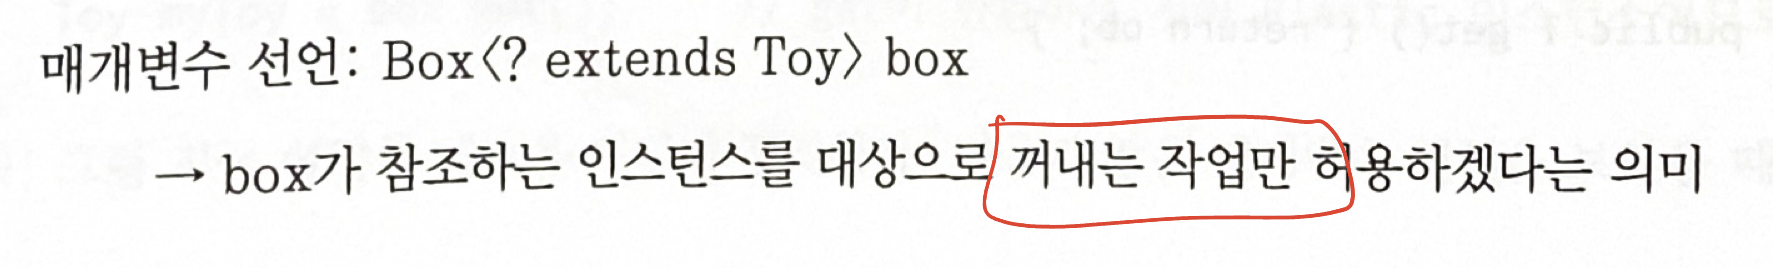 매개변수 선언: Box〈? extends Toy〉 box
→ box가 참조하는 인스턴스를 대상으로 꺼내는 작업만 허용하겠다는 의미